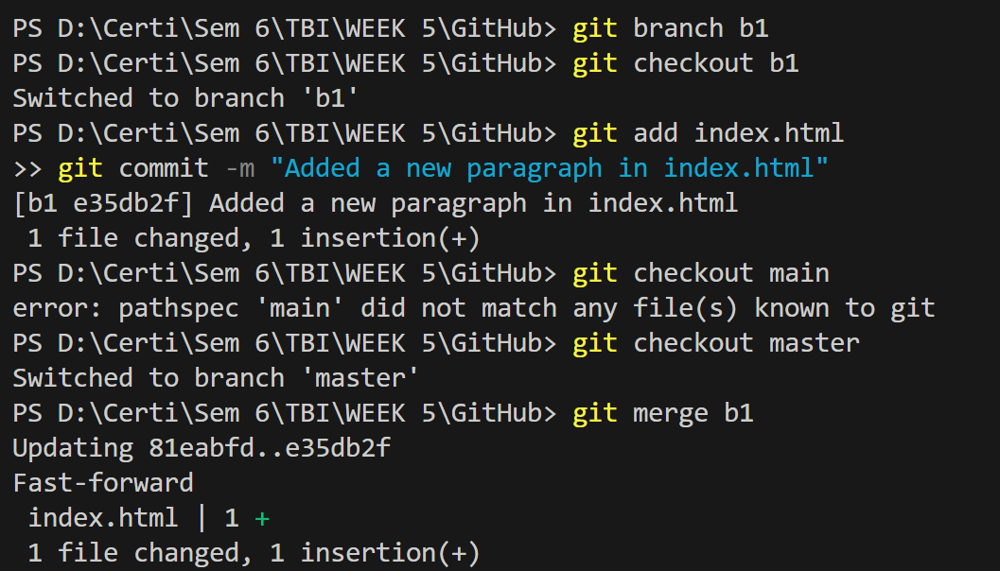 PS D:\Certi\Sem 6\TBI\WEEK 5\GitHub> git branch b1
PS D:\Certi\Sem 6\TBI\WEEK 5\GitHub> git checkout b1
Switched to branch 'b1'
PS D:\Certi\Sem 6\TBI\WEEK 5\GitHub> git add index.html
>> git commit -m "Added a new paragraph in index.html"
[b1 e35db2f] Added a new paragraph in index.html
 1 file changed, 1 insertion(+)
PS D:\Certi\Sem 6\TBI\WEEK 5\GitHub> git checkout main
error: pathspec 'main' did not match any file(s) known to git
PS D:\Certi\Sem 6\TBI\WEEK 5\GitHub> git checkout master
Switched to branch 'master'
PS D:\Certi\Sem 6\TBI\WEEK 5\GitHub> git merge b1
Updating 81eabfd..e35db2f
Fast-forward
 index.html | 1 +
 1 file changed, 1 insertion(+)